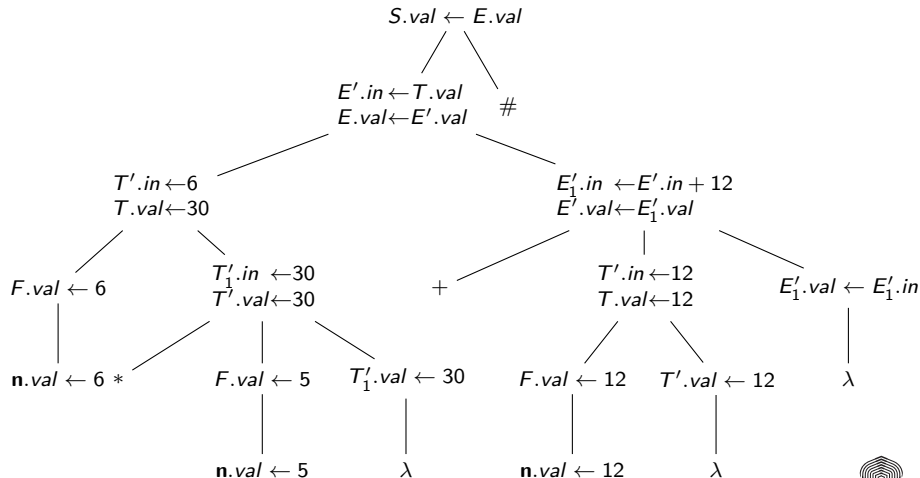 S.val ← E.val
E′.in ← T.val
E.val ← E′.val
#
T′.in ← 6
T.val ← 30
E′₁.in ← E′.in + 12
E′.val ← E′₁.val
F.val ← 6
T′₁.in ← 30
T′.val ← 30
+
T′.in ← 12
T.val ← 12
E′₁.val ← E′₁.in
n.val ← 6
*
F.val ← 5
T′₁.val ← 30
F.val ← 12
T′.val ← 12
λ
n.val ← 5
λ
n.val ← 12
λ